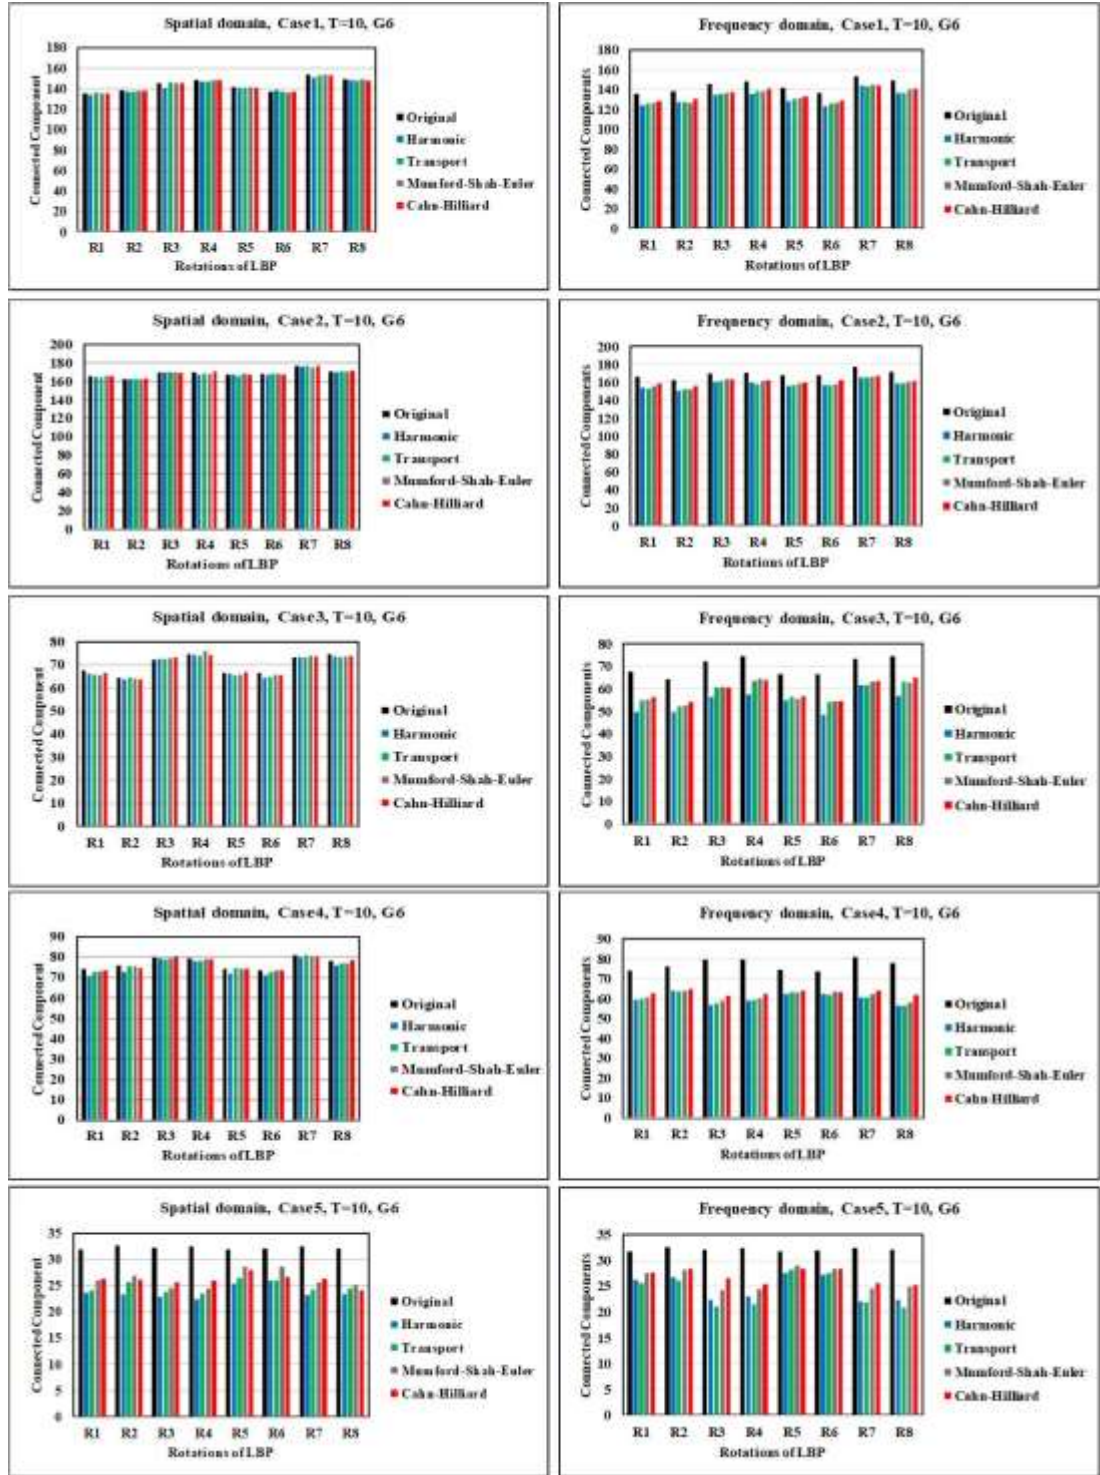 Spatial domain, Case1, T=10, G6
Connected Component
180
160
140
120
100
80
60
40
20
0
R1 R2 R3 R4 R5 R6 R7 R8
Rotations of LBP
Original
Harmonic
Transport
Mumford-Shah-Euler
Cahn-Hilliard
Frequency domain, Case1, T=10, G6
Connected Components
180
160
140
120
100
80
60
40
20
0
R1 R2 R3 R4 R5 R6 R7 R8
Rotations of LBP
Original
Harmonic
Transport
Mumford-Shah-Euler
Cahn-Hilliard
Spatial domain, Case2, T=10, G6
Connected Component
200
180
160
140
120
100
80
60
40
20
0
R1 R2 R3 R4 R5 R6 R7 R8
Rotations of LBP
Original
Harmonic
Transport
Mumford-Shah-Euler
Cahn-Hilliard
Frequency domain, Case2, T=10, G6
Connected Components
200
180
160
140
120
100
80
60
40
20
0
R1 R2 R3 R4 R5 R6 R7 R8
Rotations of LBP
Original
Harmonic
Transport
Mumford-Shah-Euler
Cahn-Hilliard
Spatial domain, Case3, T=10, G6
Connected Component
80
70
60
50
40
30
20
10
0
R1 R2 R3 R4 R5 R6 R7 R8
Rotations of LBP
Original
Harmonic
Transport
Mumford-Shah-Euler
Cahn-Hilliard
Frequency domain, Case3, T=10, G6
Connected Components
80
70
60
50
40
30
20
10
0
R1 R2 R3 R4 R5 R6 R7 R8
Rotations of LBP
Original
Harmonic
Transport
Mumford-Shah-Euler
Cahn-Hilliard
Spatial domain, Case4, T=10, G6
Connected Component
90
80
70
60
50
40
30
20
10
0
R1 R2 R3 R4 R5 R6 R7 R8
Rotations of LBP
Original
Harmonic
Transport
Mumford-Shah-Euler
Cahn-Hilliard
Frequency domain, Case4, T=10, G6
Connected Components
90
80
70
60
50
40
30
20
10
0
R1 R2 R3 R4 R5 R6 R7 R8
Rotations of LBP
Original
Harmonic
Transport
Mumford-Shah-Euler
Cahn-Hilliard
Spatial domain, Case5, T=10, G6
Connected Component
35
30
25
20
15
10
5
0
R1 R2 R3 R4 R5 R6 R7 R8
Rotations of LBP
Original
Harmonic
Transport
Mumford-Shah-Euler
Cahn-Hilliard
Frequency domain, Case5, T=10, G6
Connected Components
35
30
25
20
15
10
5
0
R1 R2 R3 R4 R5 R6 R7 R8
Rotations of LBP
Original
Harmonic
Transport
Mumford-Shah-Euler
Cahn-Hilliard